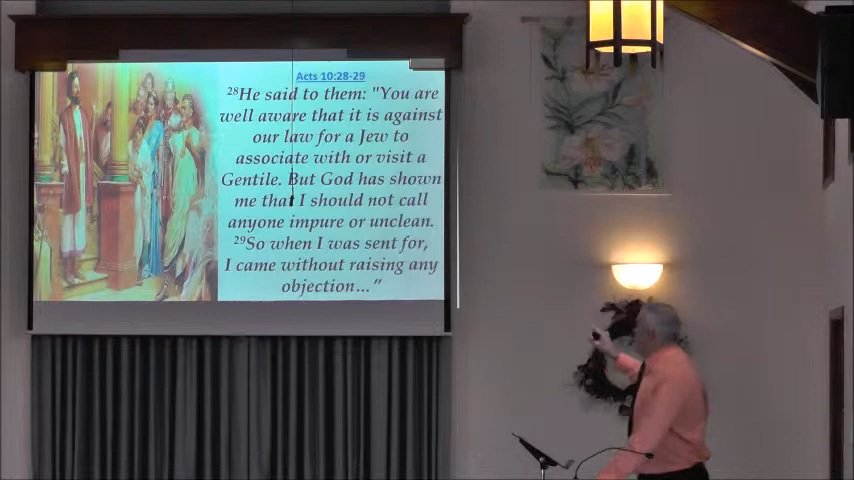 Acts 10:28-29
28He said to them: "You are
well aware that it is against
our law for a Jew to
associate with or visit a
Gentile. But God has shown
me that I should not call
anyone impure or unclean.
29So when I was sent for,
I came without raising any
objection..."